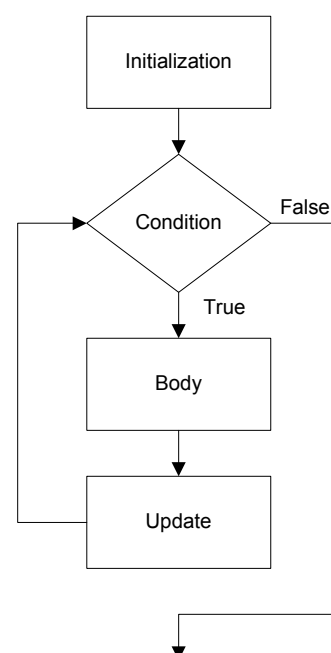 Initialization
Condition
False
True
Body
Update